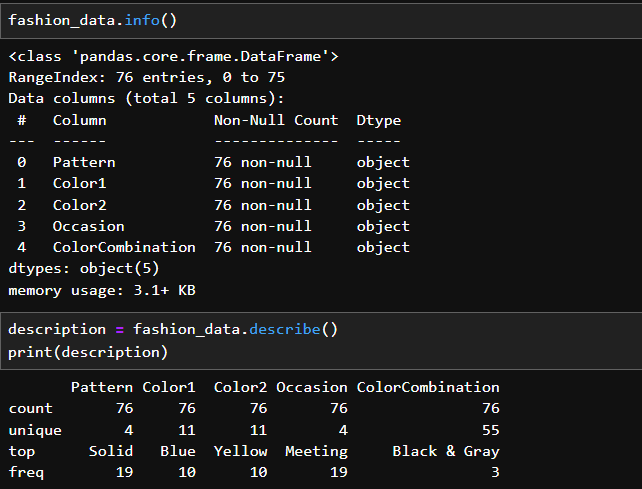 fashion_data.info()
<class 'pandas.core.frame.DataFrame'>
RangeIndex: 76 entries, 0 to 75
Data columns (total 5 columns):
 #   Column            Non-Null Count  Dtype
---  ------            --------------  -----
 0   Pattern           76 non-null     object
 1   Color1            76 non-null     object
 2   Color2            76 non-null     object
 3   Occasion          76 non-null     object
 4   ColorCombination  76 non-null     object
dtypes: object(5)
memory usage: 3.1+ KB
description = fashion_data.describe()
print(description)
       Pattern Color1  Color2 Occasion ColorCombination
count       76     76      76       76               76
unique       4     11      11        4               55
top      Solid   Blue  Yellow  Meeting     Black & Gray
freq        19     10      10       19                3